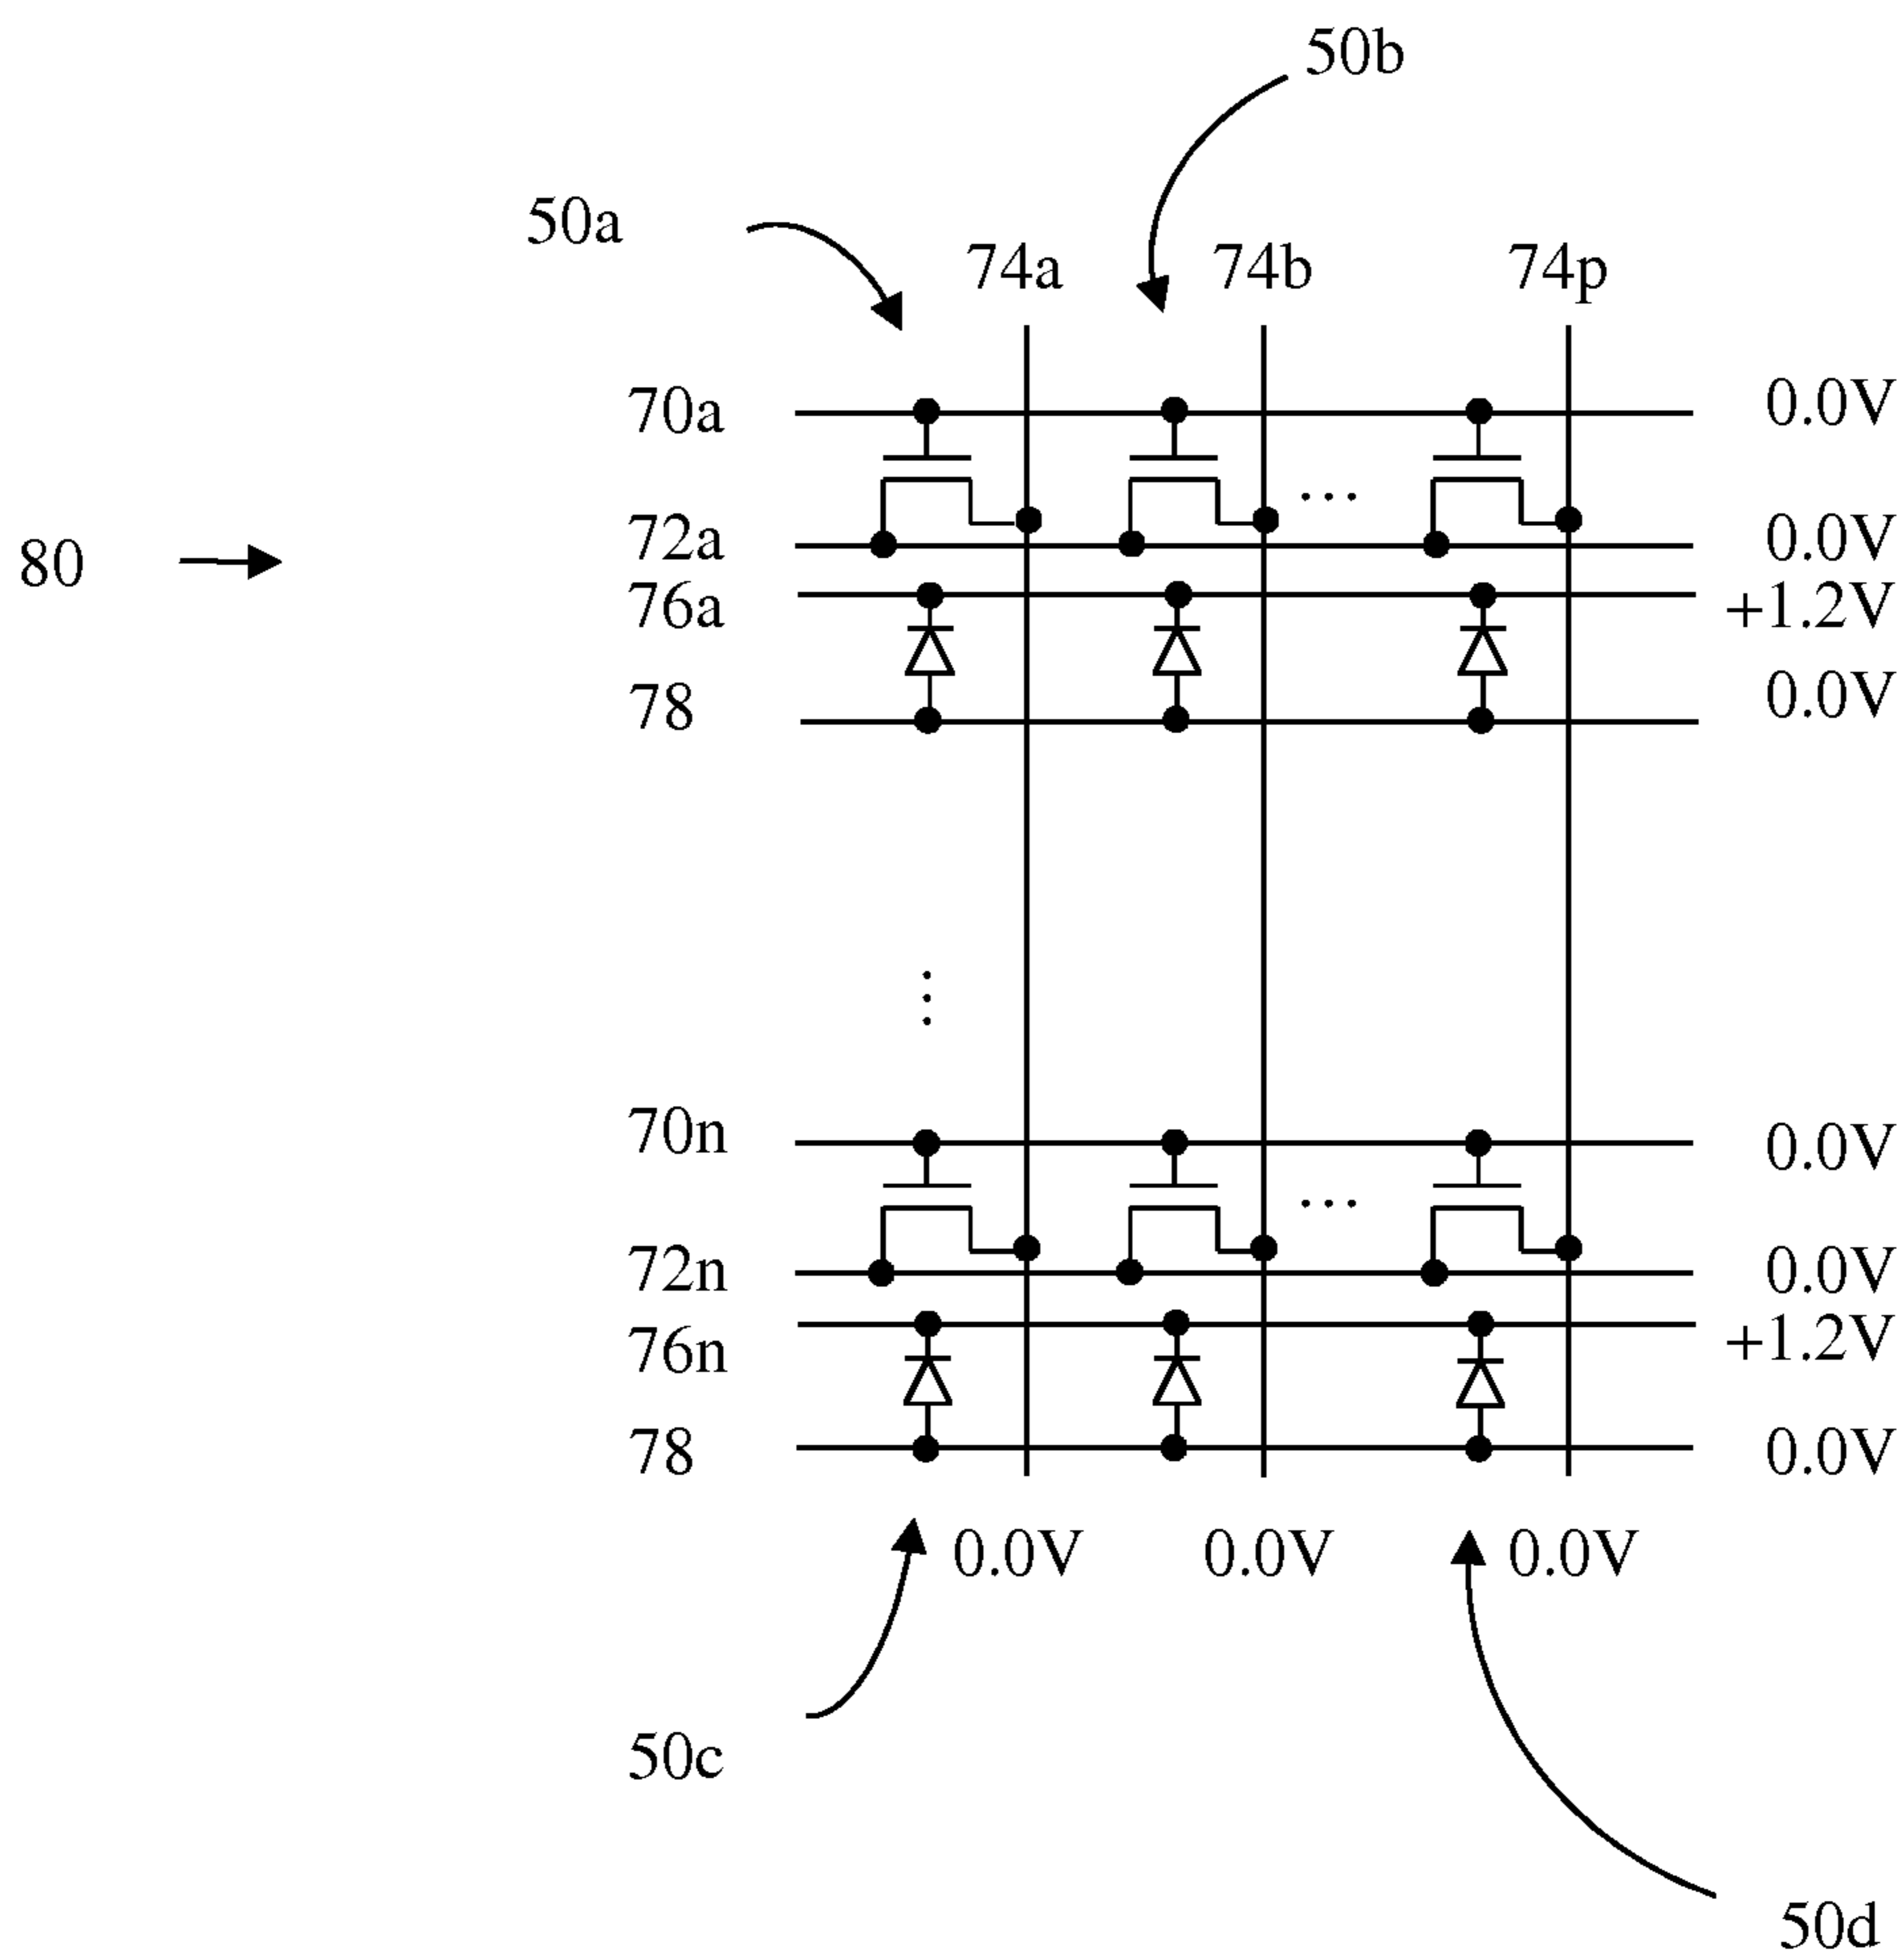 50b
50a
74a 74b 74p
70a 0.0V
72a 0.0V
80
76a +1.2V
78 0.0V
...
...
70n 0.0V
...
72n 0.0V
76n +1.2V
78 0.0V
0.0V 0.0V 0.0V
50c
50d